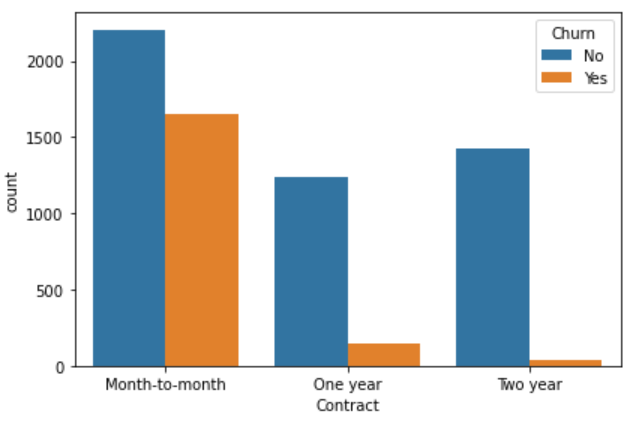 Churn
No
Yes
2000
1500
1000
500
0
count
Month-to-month One year Two year
Contract